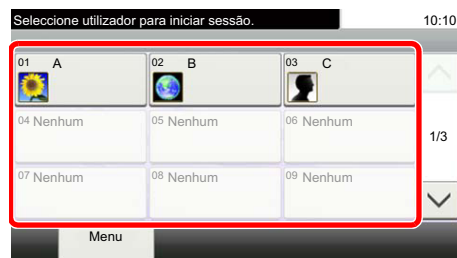 Seleccione utilizador para iniciar sessão. 10:10
01 A 02 B 03 C
04 Nenhum 05 Nenhum 06 Nenhum
1/3
07 Nenhum 08 Nenhum 09 Nenhum
Menu